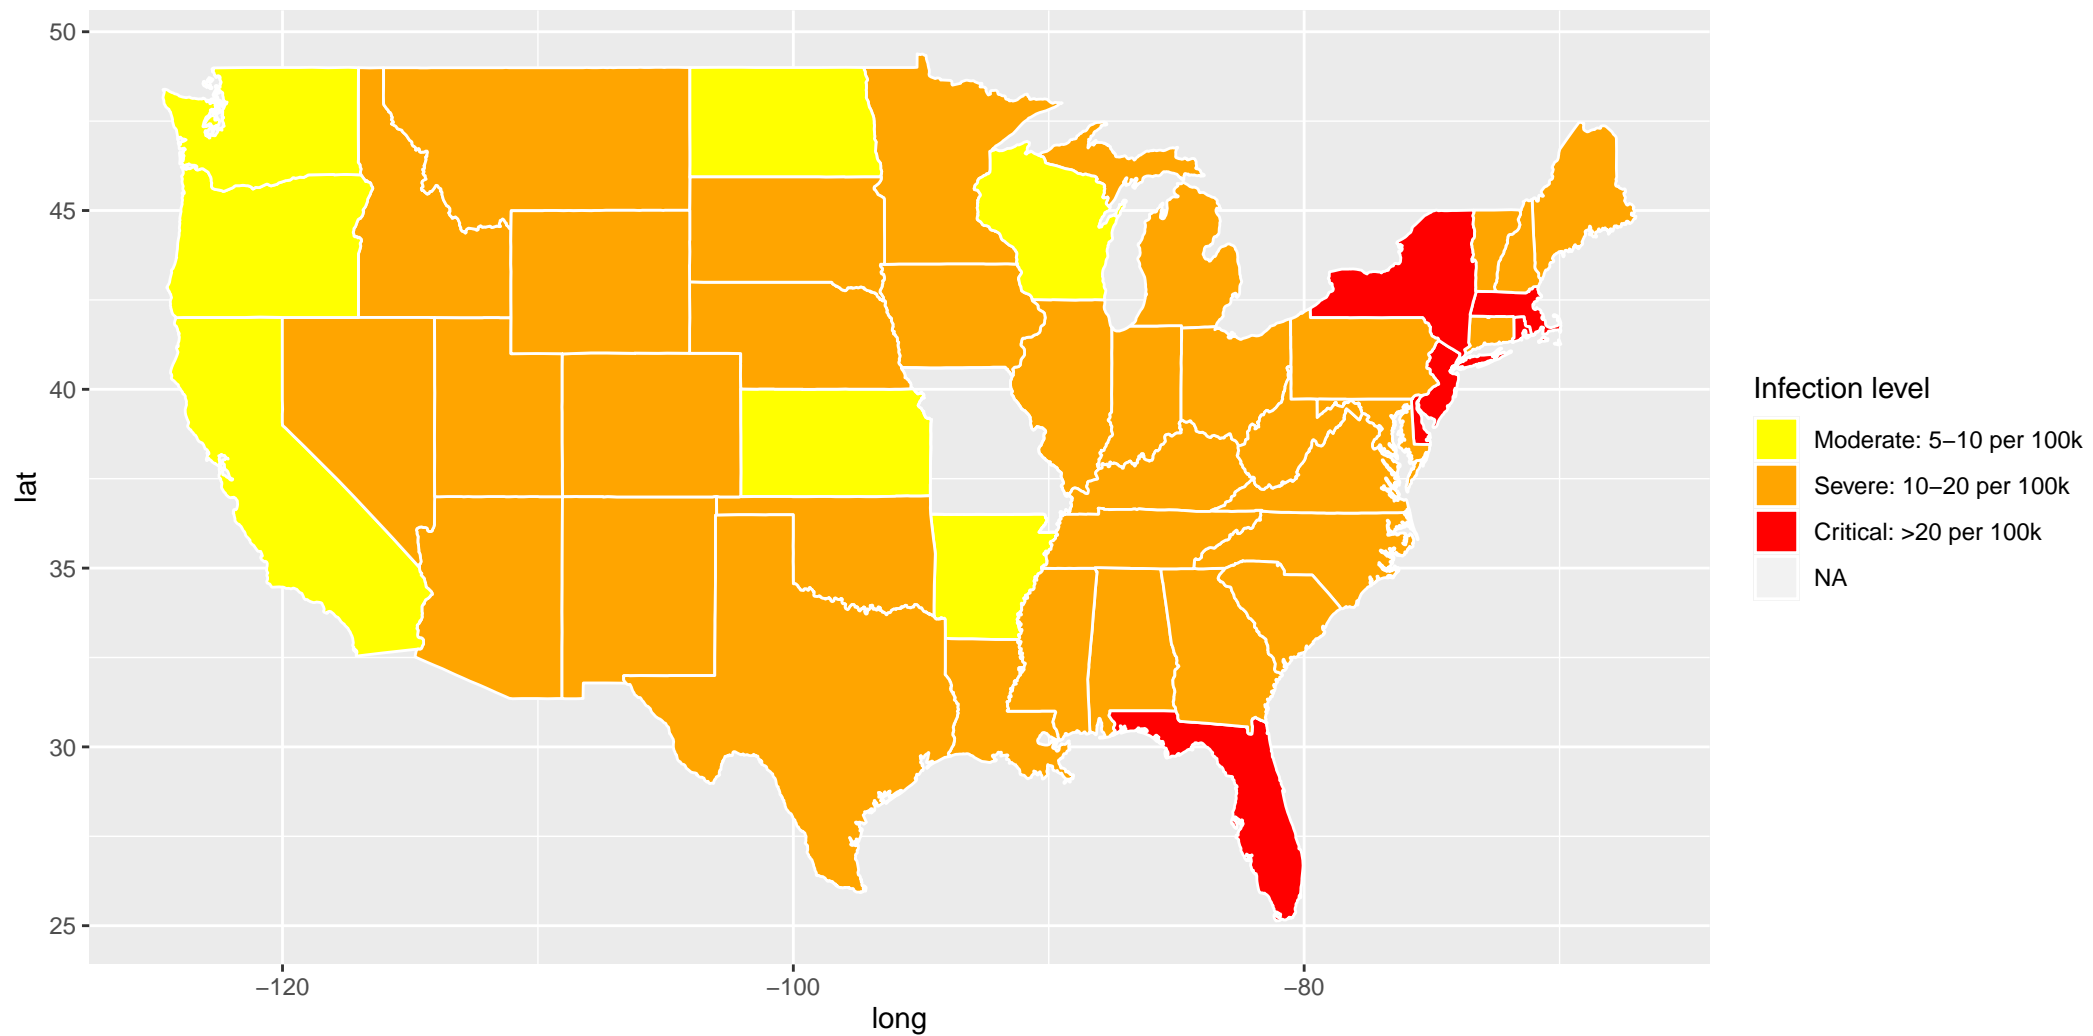 50
45
40
35
30
25
lat
−120
−100
−80
long
Infection level
Moderate: 5−10 per 100k
Severe: 10−20 per 100k
Critical: >20 per 100k
NA